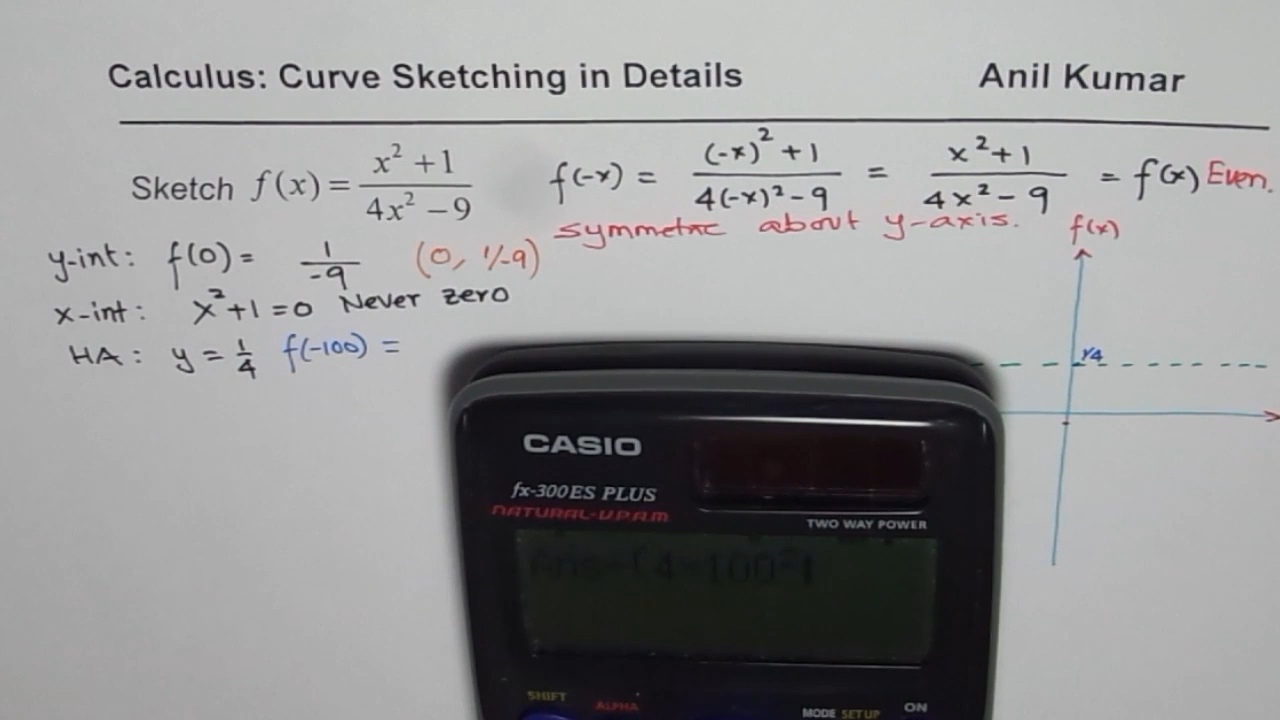 Calculus: Curve Sketching in Details Anil Kumar
Sketch f(x) = (x² + 1)/(4x² − 9) f(-x) = ((-x)² + 1)/(4(-x)² - 9) = (x² + 1)/(4x² - 9) = f(x) Even.
symmetric about y-axis. f(x)
y-int: f(0) = 1/-9 (0, 1/-9)
x-int: x² + 1 = 0 Never zero
HA: y = 1/4 f(-100) =
1/4
CASIO
fx-300ES PLUS
NATURAL-V.P.A.M.
TWO WAY POWER
Ans÷(4×100²
SHIFT ALPHA MODE SETUP ON